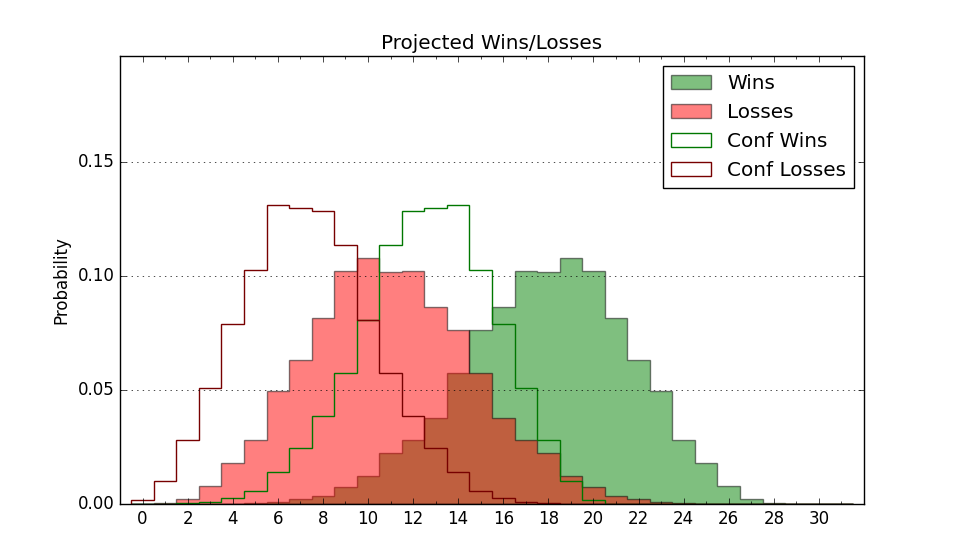 Projected Wins/Losses
Wins
Losses
Conf Wins
Conf Losses
Probability
0.15
0.10
0.05
0.00
0 2 4 6 8 10 12 14 16 18 20 22 24 26 28 30